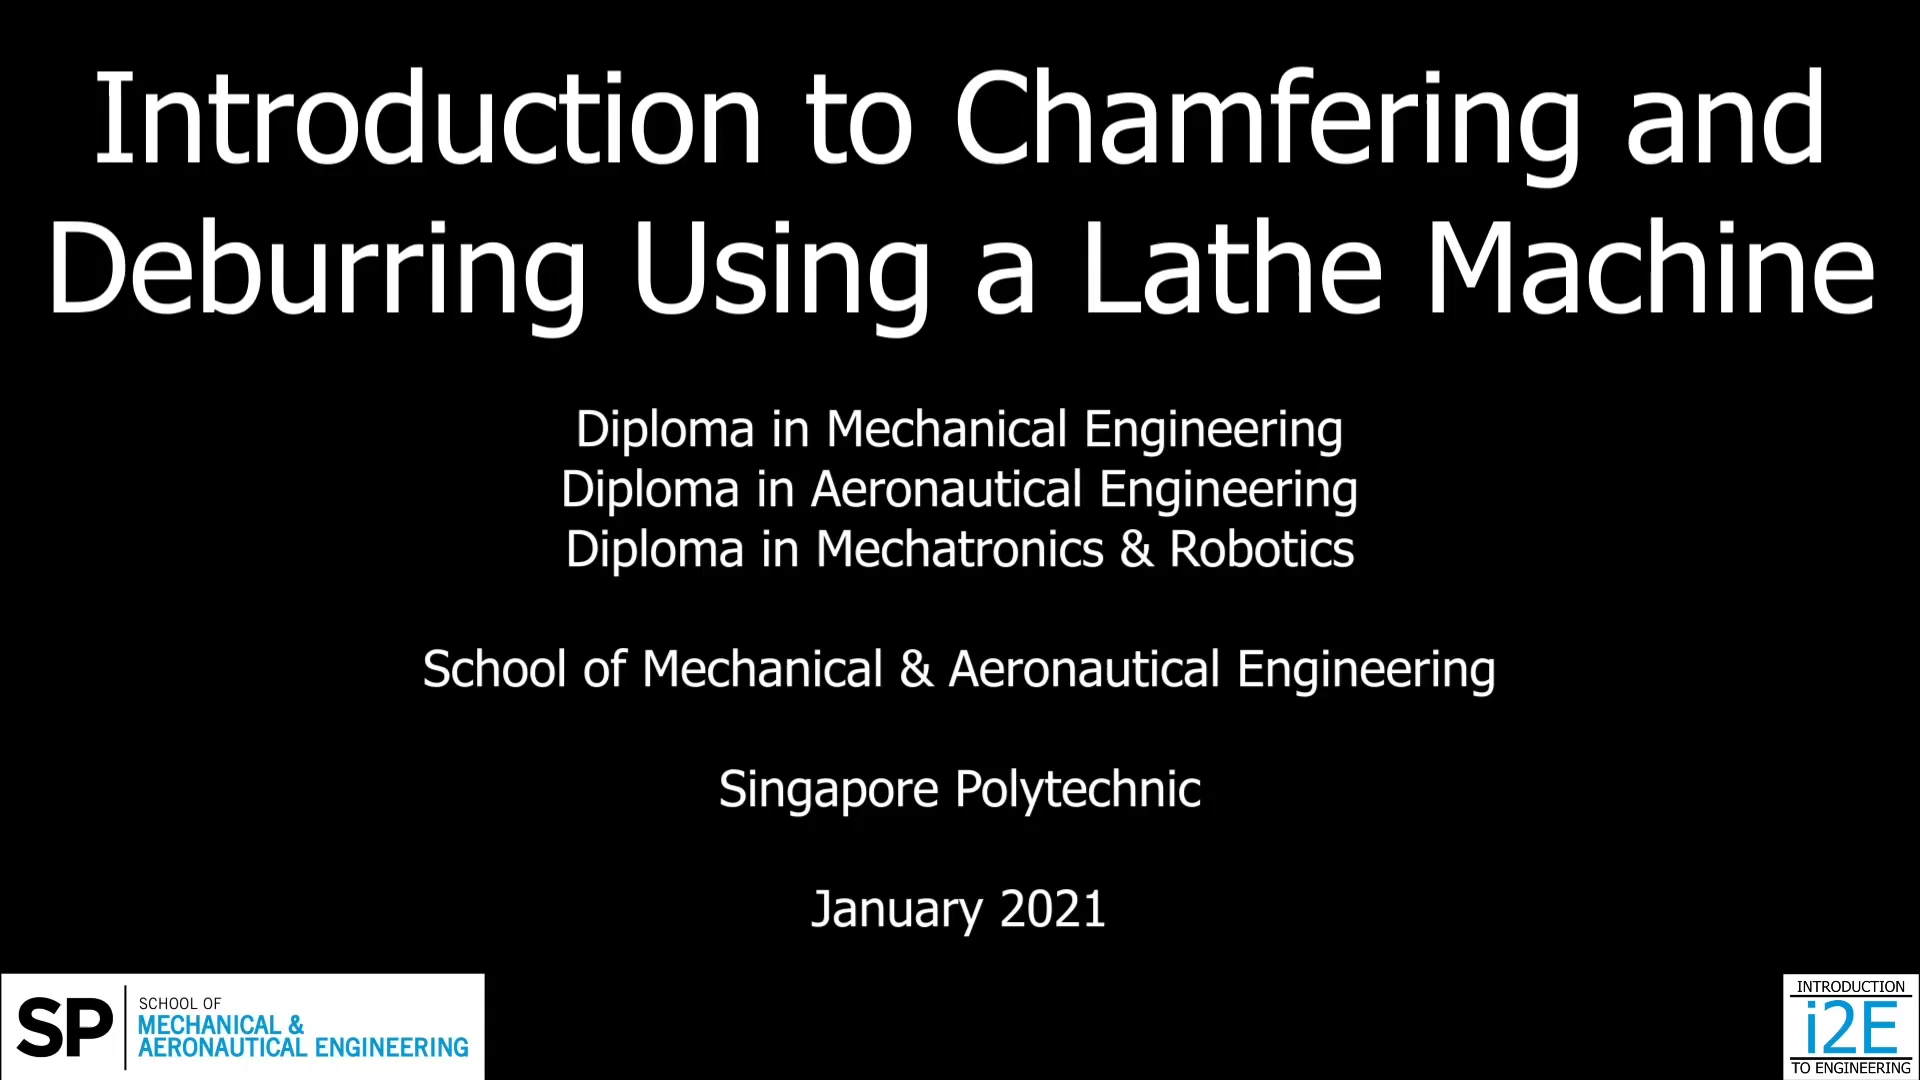 Introduction to Chamfering and
Deburring Using a Lathe Machine
Diploma in Mechanical Engineering
Diploma in Aeronautical Engineering
Diploma in Mechatronics & Robotics
School of Mechanical & Aeronautical Engineering
Singapore Polytechnic
January 2021
SP
SCHOOL OF
MECHANICAL &
AERONAUTICAL ENGINEERING
INTRODUCTION
i2E
TO ENGINEERING